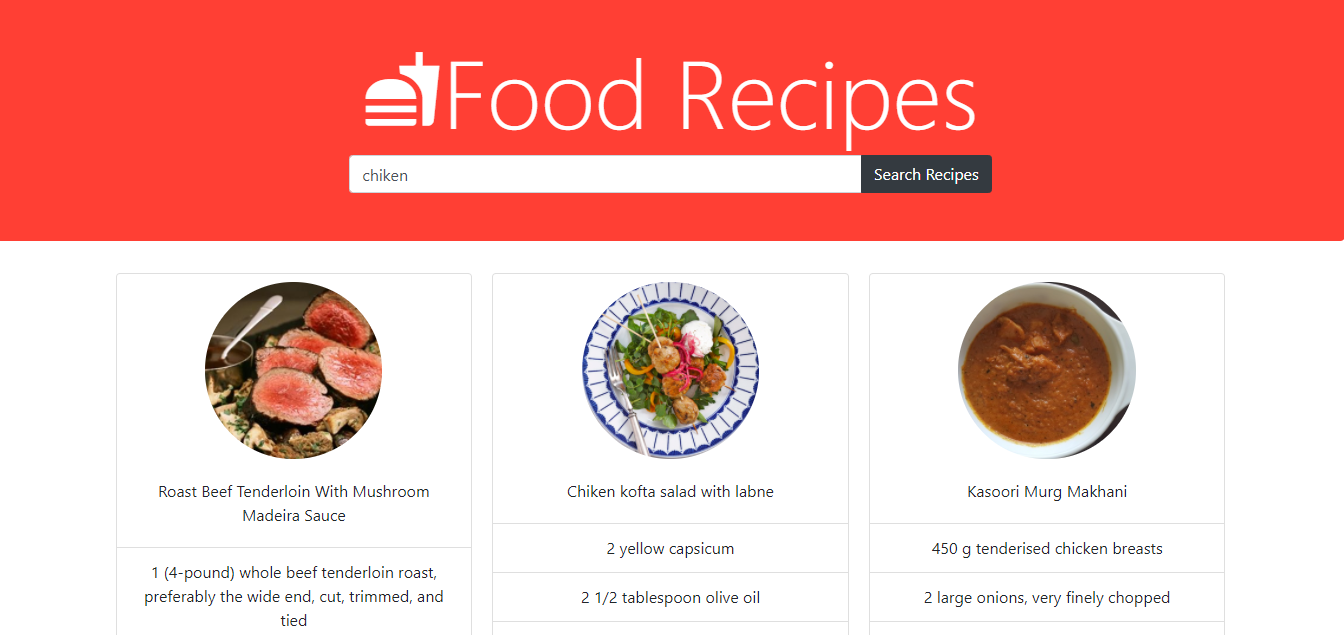 Food Recipes
chiken
Search Recipes
Roast Beef Tenderloin With Mushroom
Madeira Sauce
1 (4-pound) whole beef tenderloin roast,
preferably the wide end, cut, trimmed, and
tied
Chiken kofta salad with labne
2 yellow capsicum
2 1/2 tablespoon olive oil
Kasoori Murg Makhani
450 g tenderised chicken breasts
2 large onions, very finely chopped